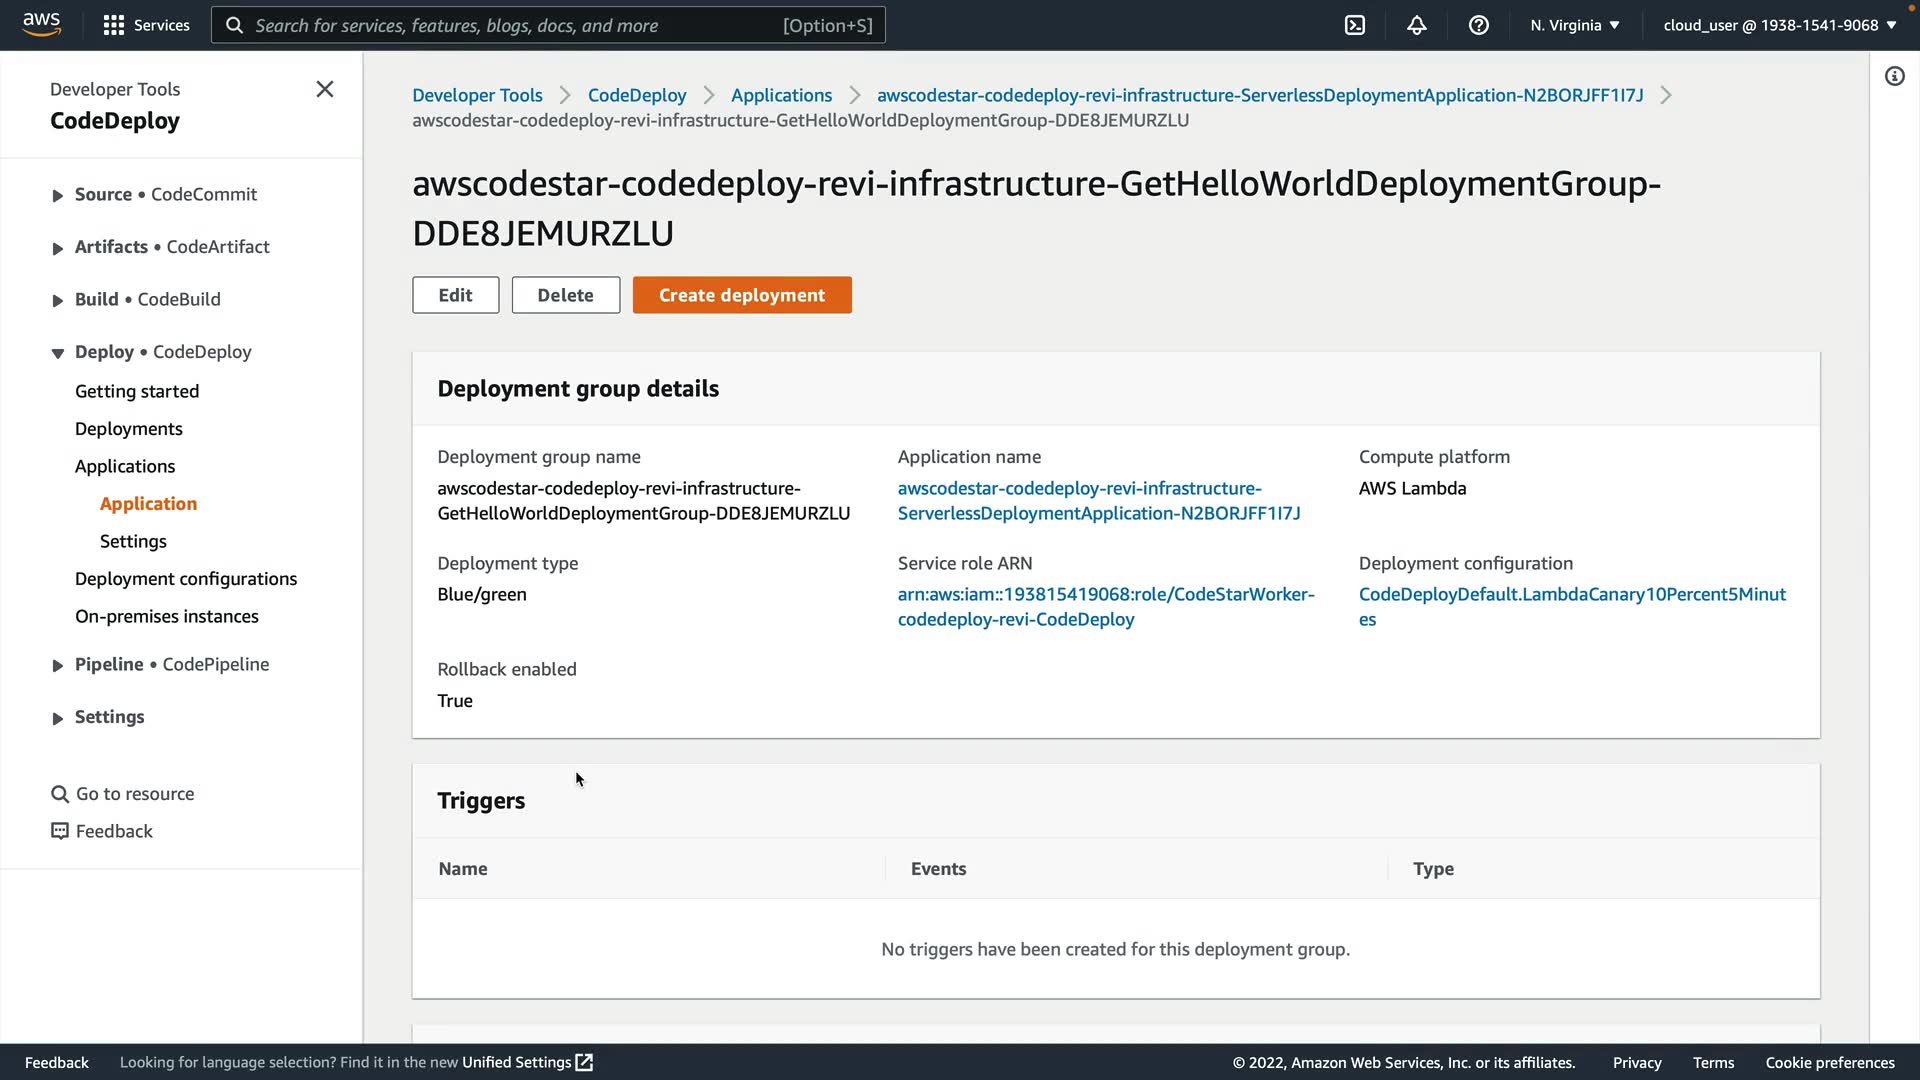 aws
Services
Search for services, features, blogs, docs, and more
[Option+S]
N. Virginia
cloud_user @ 1938-1541-9068
Developer Tools
CodeDeploy
Source • CodeCommit
Artifacts • CodeArtifact
Build • CodeBuild
Deploy • CodeDeploy
Getting started
Deployments
Applications
Application
Settings
Deployment configurations
On-premises instances
Pipeline • CodePipeline
Settings
Go to resource
Feedback
Developer Tools
CodeDeploy
Applications
awscodestar-codedeploy-revi-infrastructure-ServerlessDeploymentApplication-N2BORJFF1I7J
awscodestar-codedeploy-revi-infrastructure-GetHelloWorldDeploymentGroup-DDE8JEMURZLU
awscodestar-codedeploy-revi-infrastructure-GetHelloWorldDeploymentGroup-
DDE8JEMURZLU
Edit
Delete
Create deployment
Deployment group details
Deployment group name
awscodestar-codedeploy-revi-infrastructure-
GetHelloWorldDeploymentGroup-DDE8JEMURZLU
Application name
awscodestar-codedeploy-revi-infrastructure-
ServerlessDeploymentApplication-N2BORJFF1I7J
Compute platform
AWS Lambda
Deployment type
Blue/green
Service role ARN
arn:aws:iam::193815419068:role/CodeStarWorker-
codedeploy-revi-CodeDeploy
Deployment configuration
CodeDeployDefault.LambdaCanary10Percent5Minut
es
Rollback enabled
True
Triggers
Name
Events
Type
No triggers have been created for this deployment group.
Feedback
Looking for language selection? Find it in the new Unified Settings
© 2022, Amazon Web Services, Inc. or its affiliates.
Privacy
Terms
Cookie preferences